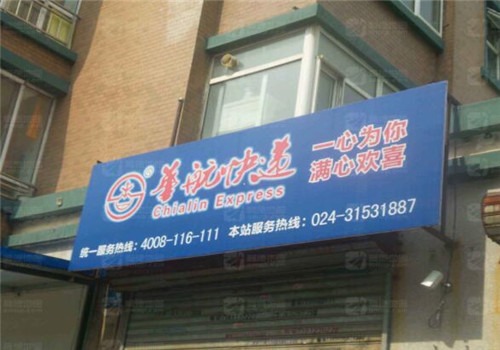 华航快递
Chialin Express
一心为你
满心欢喜
统一服务热线：4008-116-111 本站服务热线：024-31531887